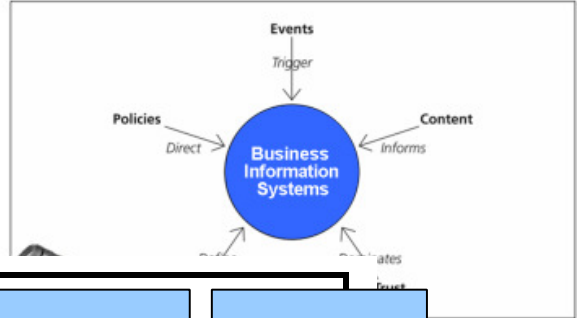 Events
Trigger
Policies
Content
Direct
Informs
Business
Information
Systems
Trust